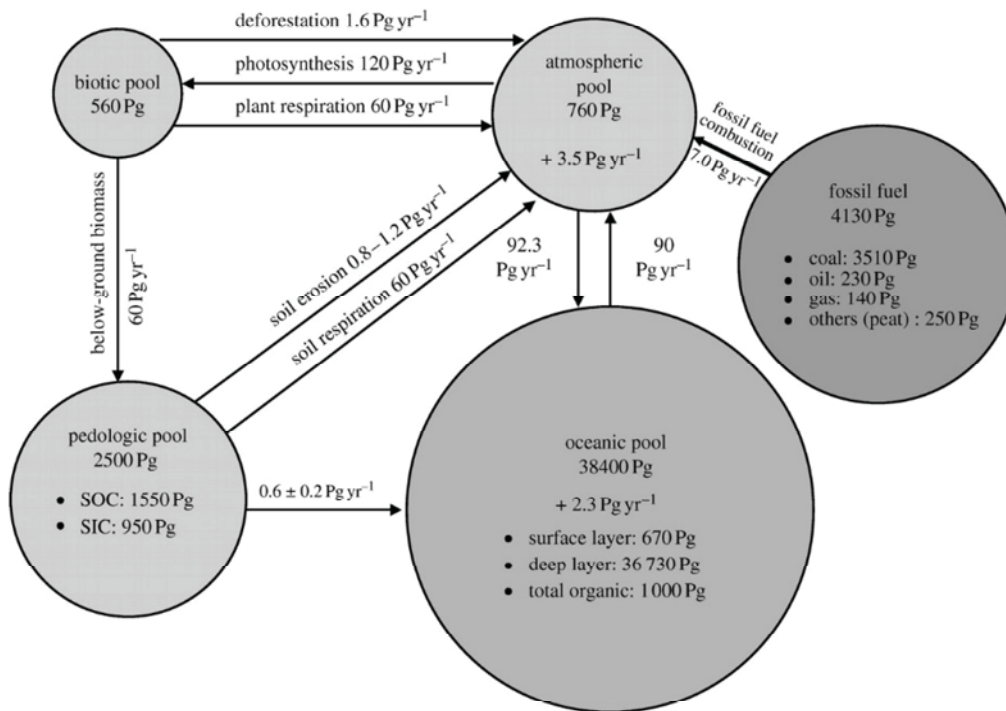 deforestation 1.6 Pg yr⁻¹
photosynthesis 120 Pg yr⁻¹
plant respiration 60 Pg yr⁻¹
biotic pool
560 Pg
atmospheric
pool
760 Pg
+ 3.5 Pg yr⁻¹
fossil fuel
combustion
7.0 Pg yr⁻¹
fossil fuel
4130 Pg
• coal: 3510 Pg
• oil: 230 Pg
• gas: 140 Pg
• others (peat) : 250 Pg
below-ground biomass
60 Pg yr⁻¹
soil erosion 0.8–1.2 Pg yr⁻¹
soil respiration 60 Pg yr⁻¹
92.3
Pg yr⁻¹
90
Pg yr⁻¹
pedologic pool
2500 Pg
• SOC: 1550 Pg
• SIC: 950 Pg
0.6 ± 0.2 Pg yr⁻¹
oceanic pool
38400 Pg
+ 2.3 Pg yr⁻¹
• surface layer: 670 Pg
• deep layer: 36 730 Pg
• total organic: 1000 Pg